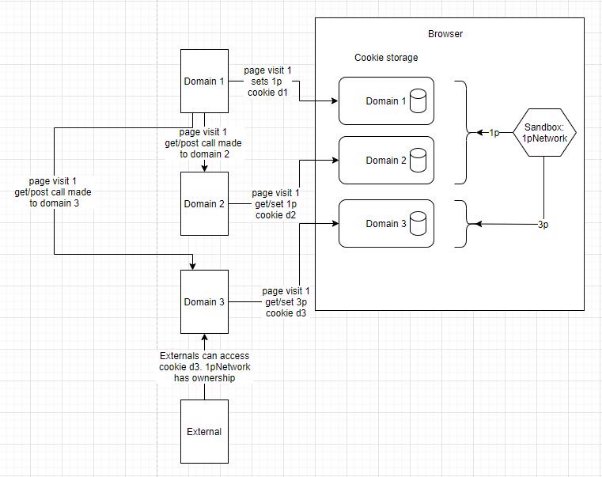 Browser
Cookie storage
Domain 1
page visit 1
sets 1p
cookie d1
Domain 1
page visit 1
get/post call made
to domain 2
Sandbox:
1pNetwork
1p
Domain 2
page visit 1
get/post call made
to domain 3
Domain 2
page visit 1
get/set 1p
cookie d2
Domain 3
3p
Domain 3
page visit 1
get/set 3p
cookie d3
Externals can access
cookie d3. 1pNetwork
has ownership
External